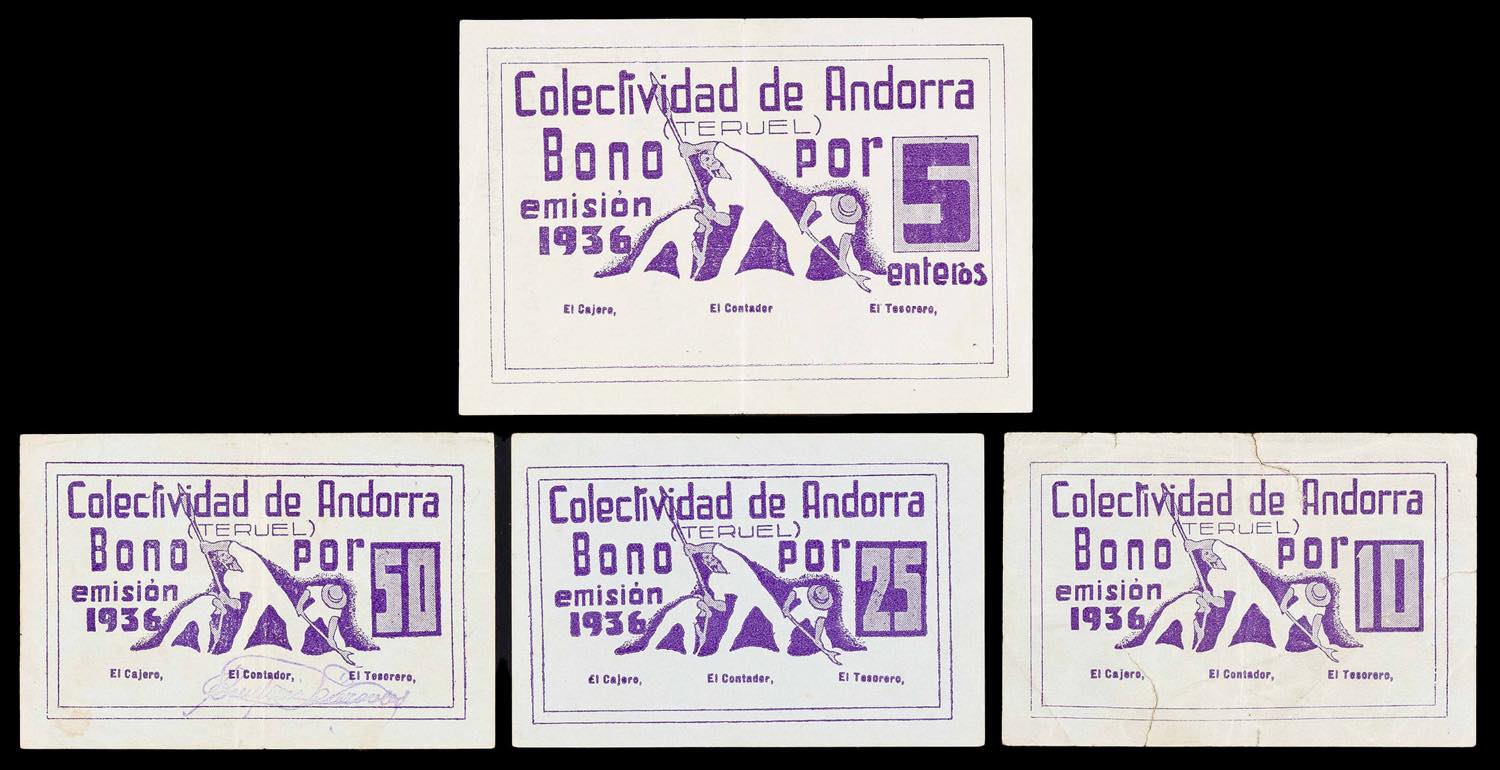 Colectividad de Andorra
(TERUEL)
Bono por 5
emisión
1936
enteros
El Cajero, El Contador El Tesorero,
Colectividad de Andorra
(TERUEL)
Bono por 50
emisión
1936
El Cajero, El Contador, El Tesorero,
Colectividad de Andorra
(TERUEL)
Bono por 25
emisión
1936
El Cajero, El Contador, El Tesorero,
Colectividad de Andorra
(TERUEL)
Bono por 10
emisión
1936
El Cajero, El Contador, El Tesorero,